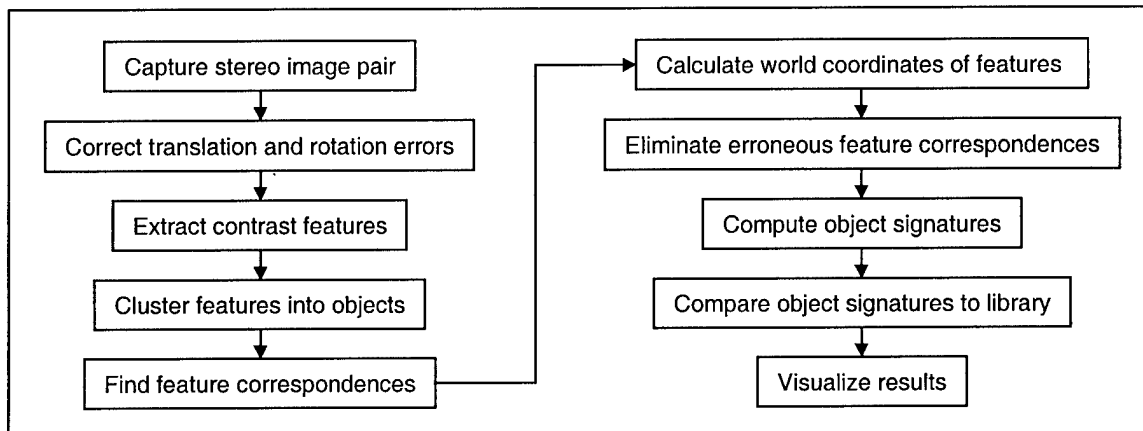 Capture stereo image pair
Correct translation and rotation errors
Extract contrast features
Cluster features into objects
Find feature correspondences
Calculate world coordinates of features
Eliminate erroneous feature correspondences
Compute object signatures
Compare object signatures to library
Visualize results